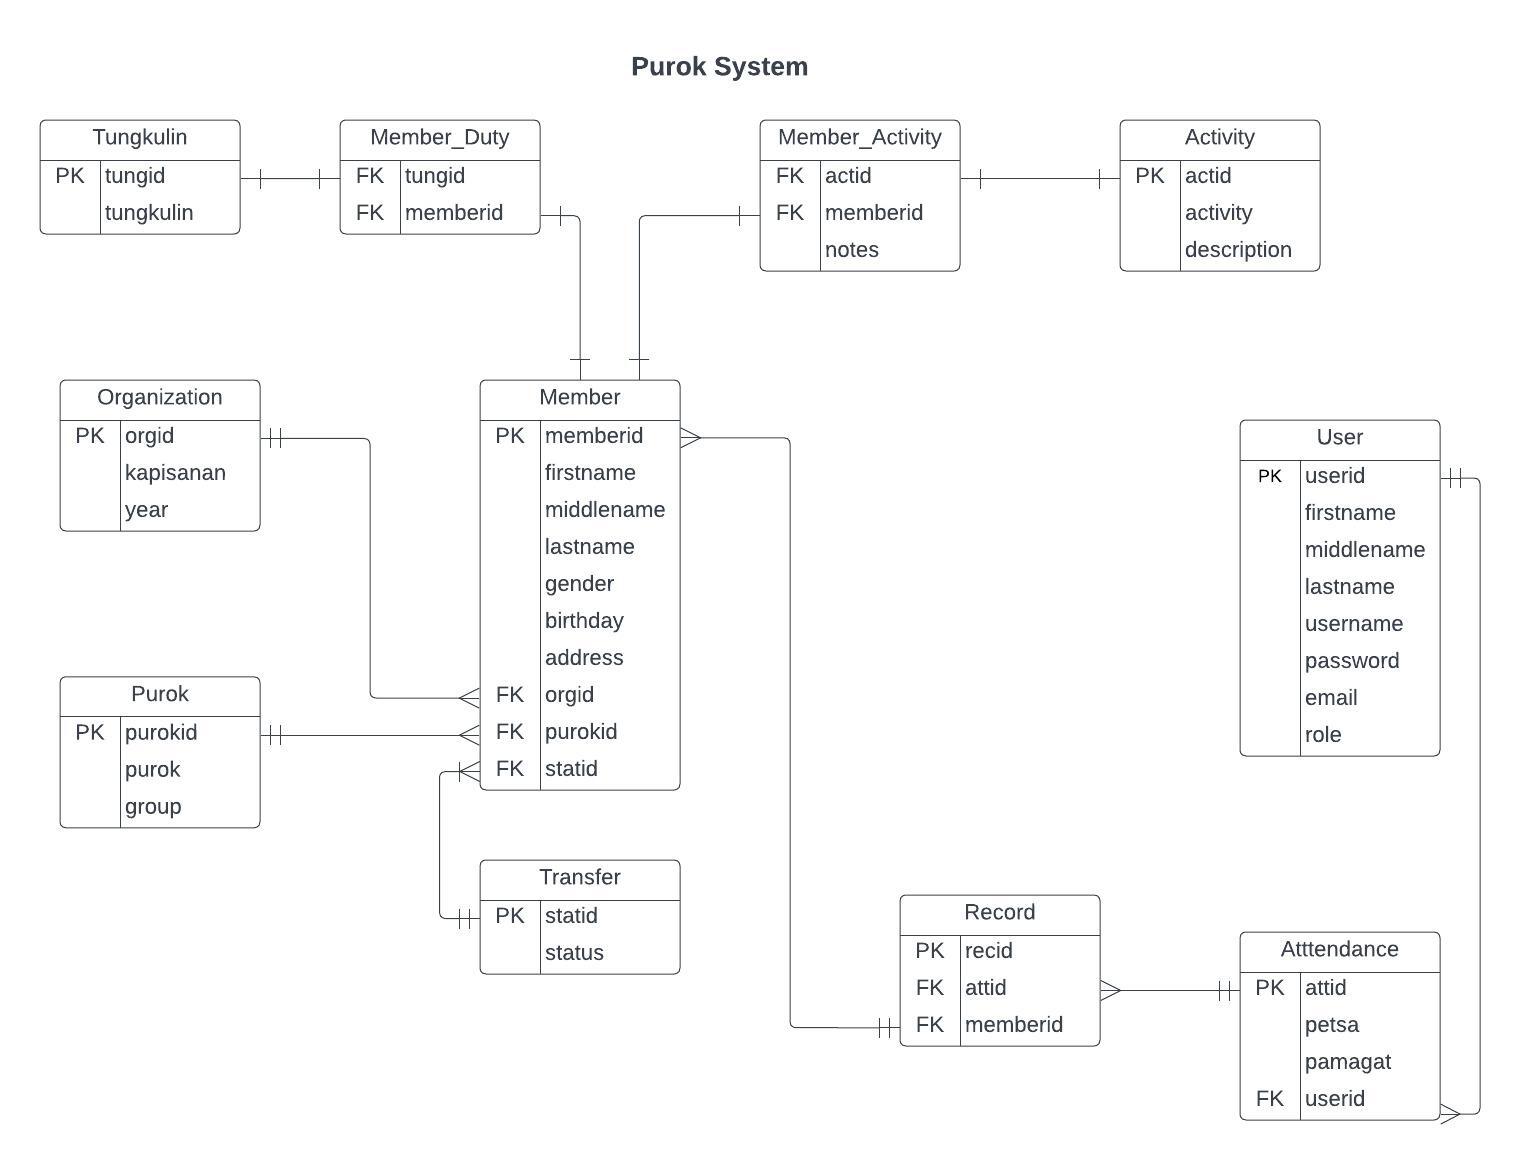 Purok System
Tungkulin
PK tungid
tungkulin
Member_Duty
FK tungid
FK memberid
Member_Activity
FK actid
FK memberid
notes
Activity
PK actid
activity
description
Organization
PK orgid
kapisanan
year
Member
PK memberid
firstname
middlename
lastname
gender
birthday
address
FK orgid
FK purokid
FK statid
User
PK userid
firstname
middlename
lastname
username
password
email
role
Purok
PK purokid
purok
group
Transfer
PK statid
status
Record
PK recid
FK attid
FK memberid
Atttendance
PK attid
petsa
pamagat
FK userid